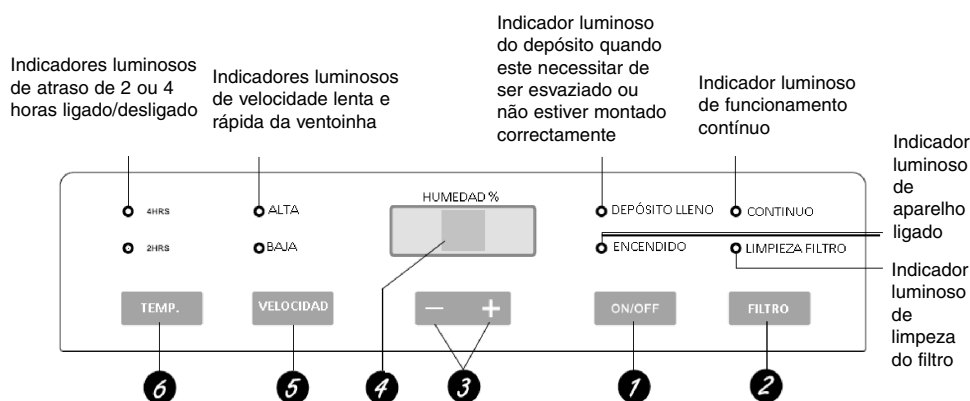 Indicadores luminosos
de atraso de 2 ou 4
horas ligado/desligado
Indicadores luminosos
de velocidade lenta e
rápida da ventoinha
Indicador luminoso
do depósito quando
este necessitar de
ser esvaziado ou
não estiver montado
correctamente
Indicador luminoso
de funcionamento
contínuo
Indicador
luminoso
de
aparelho
ligado
Indicador
luminoso
de
limpeza
do filtro
4HRS
2HRS
ALTA
BAJA
HUMEDAD %
DEPÓSITO LLENO
ENCENDIDO
CONTINUO
LIMPIEZA FILTRO
TEMP.
VELOCIDAD
− +
ON/OFF
FILTRO
6
5
4
3
1
2